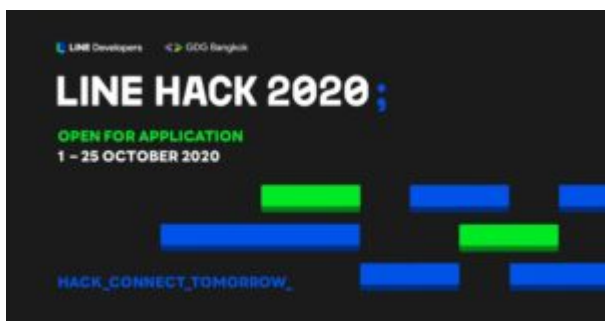 LINE Developers GDG Bangkok
LINE HACK 2020;
OPEN FOR APPLICATION
1 – 25 OCTOBER 2020
HACK_CONNECT_TOMORROW_